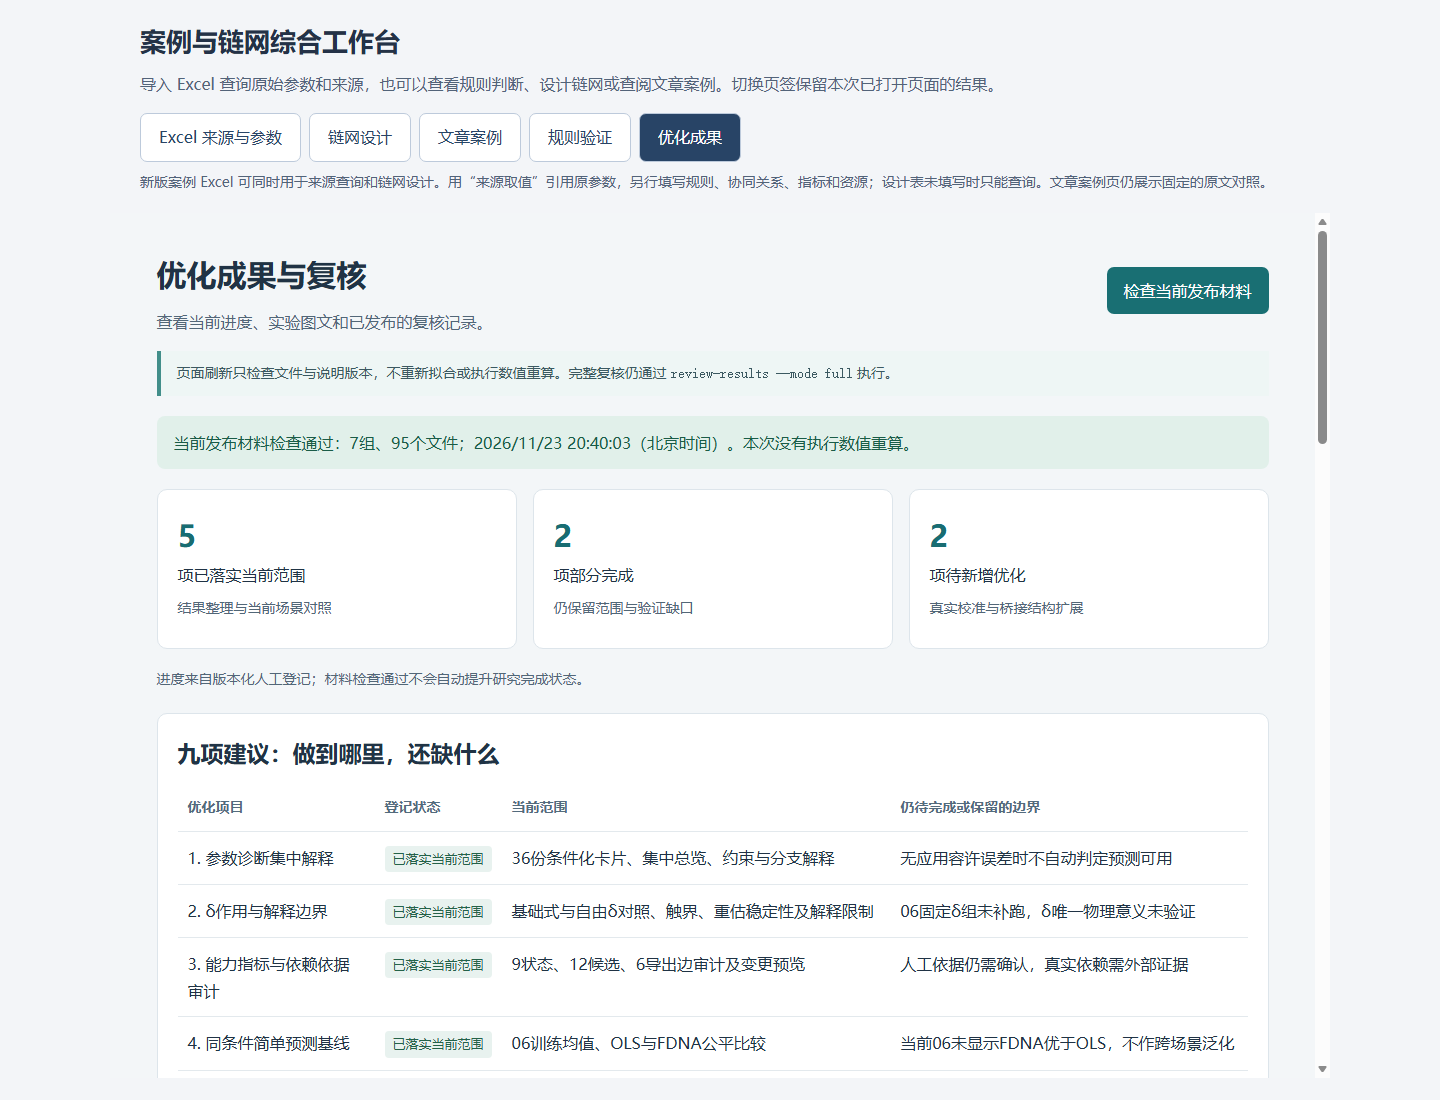 案例与链网综合工作台
导入 Excel 查询原始参数和来源，也可以查看规则判断、设计链网或查阅文章案例。切换页签保留本次已打开页面的结果。
Excel 来源与参数
链网设计
文章案例
规则验证
优化成果
新版案例 Excel 可同时用于来源查询和链网设计。用“来源取值”引用原参数，另行填写规则、协同关系、指标和资源；设计表未填写时只能查询。文章案例页仍展示固定的原文对照。
优化成果与复核
检查当前发布材料
查看当前进度、实验图文和已发布的复核记录。
页面刷新只检查文件与说明版本，不重新拟合或执行数值重算。完整复核仍通过 review-results --mode full 执行。
当前发布材料检查通过：7组、95个文件；2026/11/23 20:40:03（北京时间）。本次没有执行数值重算。
5
项已落实当前范围
结果整理与当前场景对照
2
项部分完成
仍保留范围与验证缺口
2
项待新增优化
真实校准与桥接结构扩展
进度来自版本化人工登记；材料检查通过不会自动提升研究完成状态。
九项建议：做到哪里，还缺什么
优化项目 登记状态 当前范围 仍待完成或保留的边界
1. 参数诊断集中解释 已落实当前范围 36份条件化卡片、集中总览、约束与分支解释 无应用容许误差时不自动判定预测可用
2. δ作用与解释边界 已落实当前范围 基础式与自由δ对照、触界、重估稳定性及解释限制 06固定δ组未补跑，δ唯一物理意义未验证
3. 能力指标与依赖依据 已落实当前范围 9状态、12候选、6导出边审计及变更预览 人工依据仍需确认，真实依赖需外部证据
审计
4. 同条件简单预测基线 已落实当前范围 06训练均值、OLS与FDNA公平比较 当前06未显示FDNA优于OLS，不作跨场景泛化